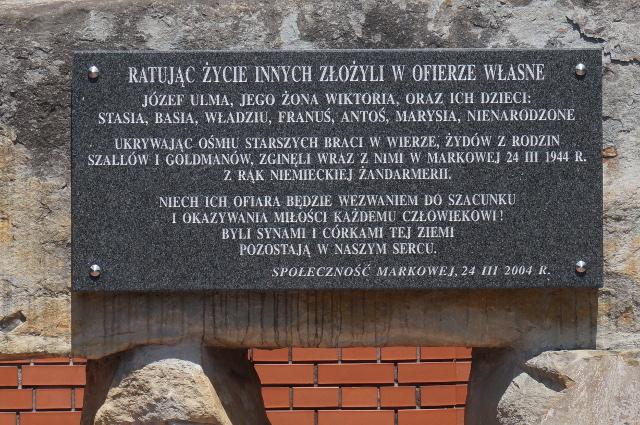 RATUJĄC ŻYCIE INNYCH ZŁOŻYLI W OFIERZE WŁASNE
JÓZEF ULMA, JEGO ŻONA WIKTORIA, ORAZ ICH DZIECI:
STASIA, BASIA, WŁADZIU, FRANUŚ, ANTOŚ, MARYSIA, NIENARODZONE
UKRYWAJĄC OŚMIU STARSZYCH BRACI W WIERZE, ŻYDÓW Z RODZIN
SZALLÓW I GOLDMANÓW, ZGINĘLI WRAZ Z NIMI W MARKOWEJ 24 III 1944 R.
Z RĄK NIEMIECKIEJ ŻANDARMERII.
NIECH ICH OFIARA BĘDZIE WEZWANIEM DO SZACUNKU
I OKAZYWANIA MIŁOŚCI KAŻDEMU CZŁOWIEKOWI!
BYLI SYNAMI I CÓRKAMI TEJ ZIEMI
POZOSTAJĄ W NASZYM SERCU.
SPOŁECZNOŚĆ MARKOWEJ, 24 III 2004 R.